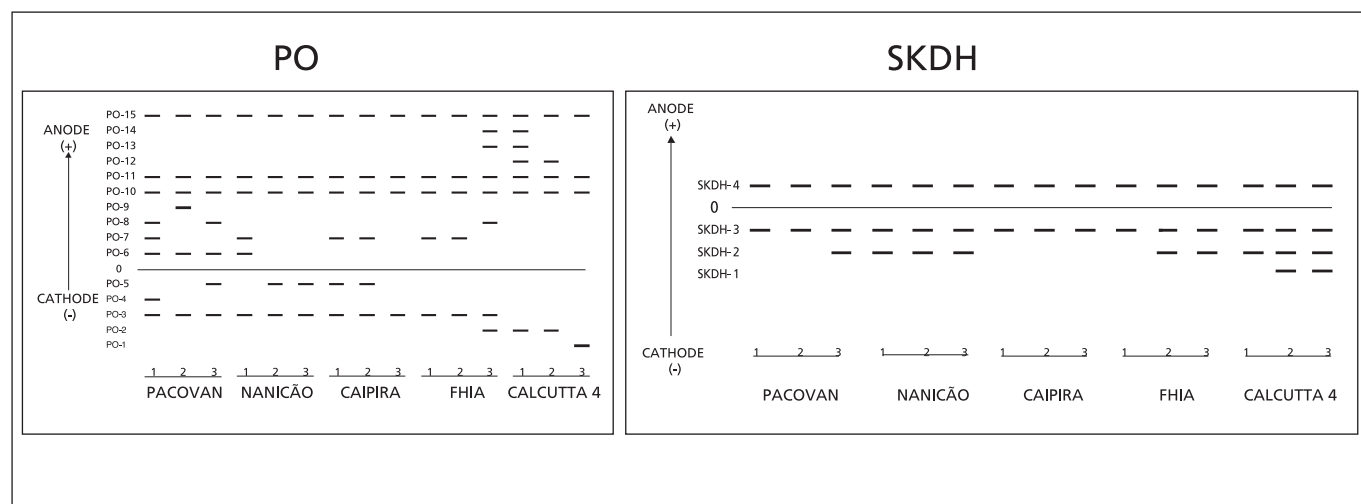 PO
SKDH
PO-15
PO-14
PO-13
PO-12
PO-11
PO-10
PO-9
PO-8
PO-7
PO-6
0
PO-5
PO-4
PO-3
PO-2
PO-1
ANODE
(+)
CATHODE
(-)
1 2 3 1 2 3 1 2 3 1 2 3 1 2 3
PACOVAN NANICÃO CAIPIRA FHIA CALCUTTA 4
ANODE
(+)
SKDH-4
0
SKDH-3
SKDH-2
SKDH-1
CATHODE
(-)
1 2 3 1 2 3 1 2 3 1 2 3 1 2 3
PACOVAN NANICÃO CAIPIRA FHIA CALCUTTA 4